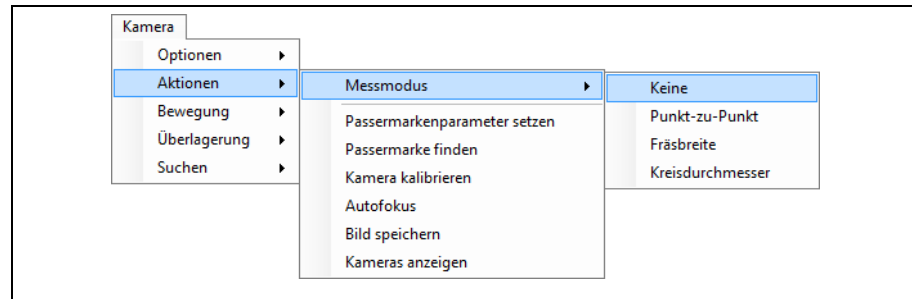 Kamera
Optionen
Aktionen
Bewegung
Überlagerung
Suchen
Messmodus
Passermarkenparameter setzen
Passermarke finden
Kamera kalibrieren
Autofokus
Bild speichern
Kameras anzeigen
Keine
Punkt-zu-Punkt
Fräsbreite
Kreisdurchmesser